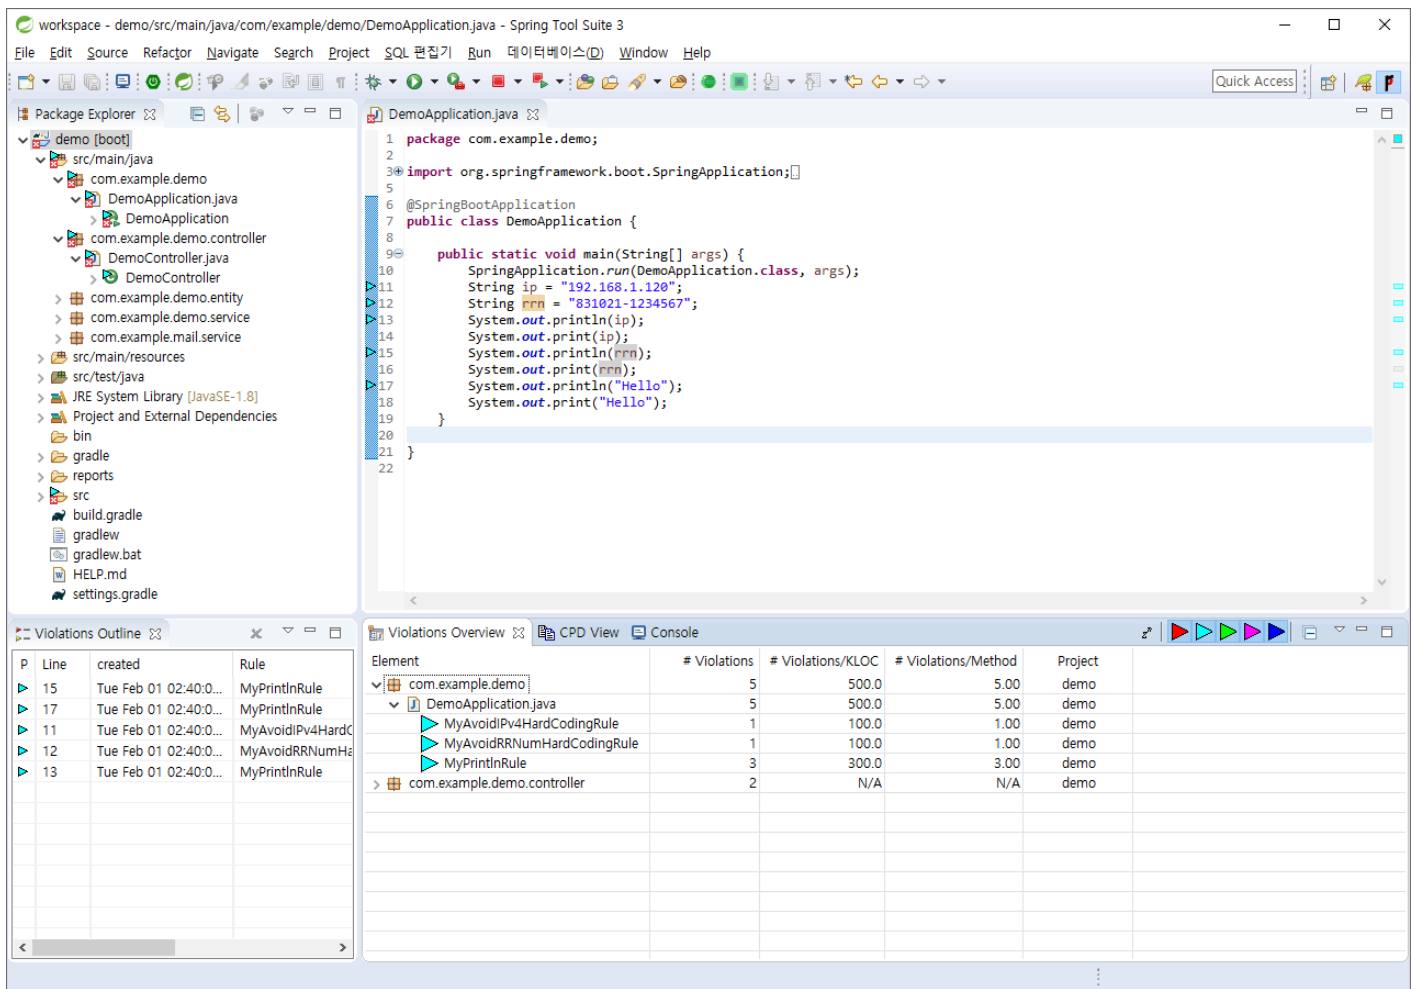 workspace - demo/src/main/java/com/example/demo/DemoApplication.java - Spring Tool Suite 3
File Edit Source Refactor Navigate Search Project SQL 편집기 Run 데이터베이스(D) Window Help
Quick Access
Package Explorer
demo [boot]
src/main/java
com.example.demo
DemoApplication.java
DemoApplication
com.example.demo.controller
DemoController.java
DemoController
com.example.demo.entity
com.example.demo.service
com.example.mail.service
src/main/resources
src/test/java
JRE System Library [JavaSE-1.8]
Project and External Dependencies
bin
gradle
reports
src
build.gradle
gradlew
gradlew.bat
HELP.md
settings.gradle
DemoApplication.java
1 package com.example.demo;
2
3 import org.springframework.boot.SpringApplication;
5
6 @SpringBootApplication
7 public class DemoApplication {
8
9 public static void main(String[] args) {
10 SpringApplication.run(DemoApplication.class, args);
11 String ip = "192.168.1.120";
12 String rrn = "831021-1234567";
13 System.out.println(ip);
14 System.out.print(ip);
15 System.out.println(rrn);
16 System.out.print(rrn);
17 System.out.println("Hello");
18 System.out.print("Hello");
19 }
20
21 }
22
Violations Outline
P Line created Rule
15 Tue Feb 01 02:40:0... MyPrintlnRule
17 Tue Feb 01 02:40:0... MyPrintlnRule
11 Tue Feb 01 02:40:0... MyAvoidIPv4HardC
12 Tue Feb 01 02:40:0... MyAvoidRRNumHa
13 Tue Feb 01 02:40:0... MyPrintlnRule
Violations Overview CPD View Console
Element # Violations # Violations/KLOC # Violations/Method Project
com.example.demo 5 500.0 5.00 demo
DemoApplication.java 5 500.0 5.00 demo
MyAvoidIPv4HardCodingRule 1 100.0 1.00 demo
MyAvoidRRNumHardCodingRule 1 100.0 1.00 demo
MyPrintlnRule 3 300.0 3.00 demo
com.example.demo.controller 2 N/A N/A demo